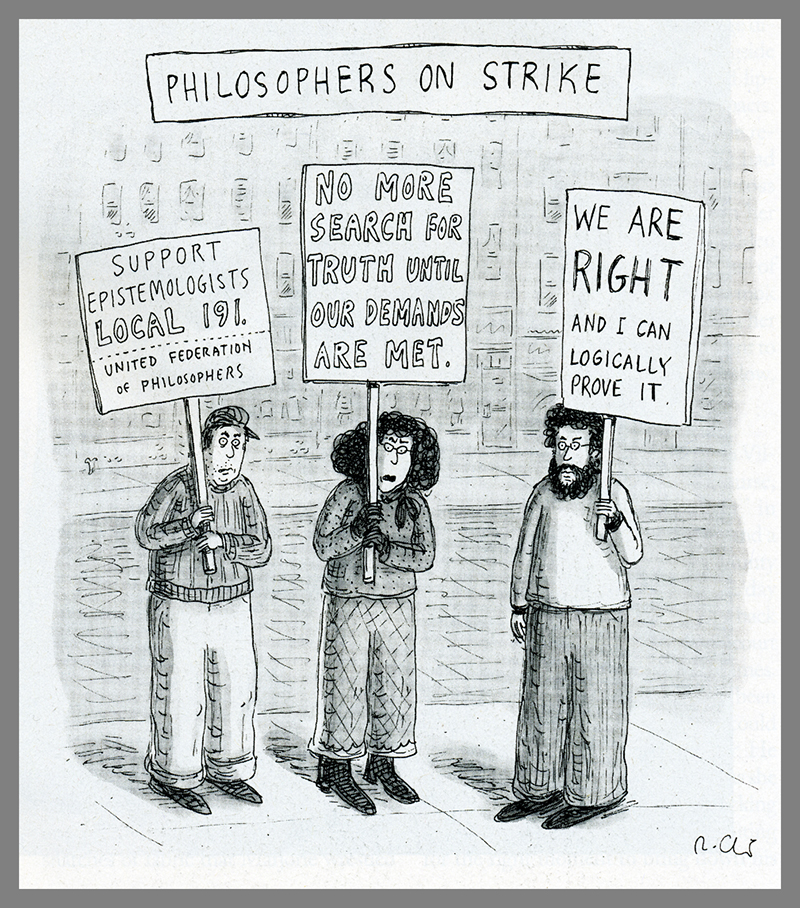 PHILOSOPHERS ON STRIKE
SUPPORT
EPISTEMOLOGISTS
LOCAL 191.
UNITED FEDERATION
OF PHILOSOPHERS
NO MORE
SEARCH FOR
TRUTH UNTIL
OUR DEMANDS
ARE MET.
WE ARE
RIGHT
AND I CAN
LOGICALLY
PROVE IT.